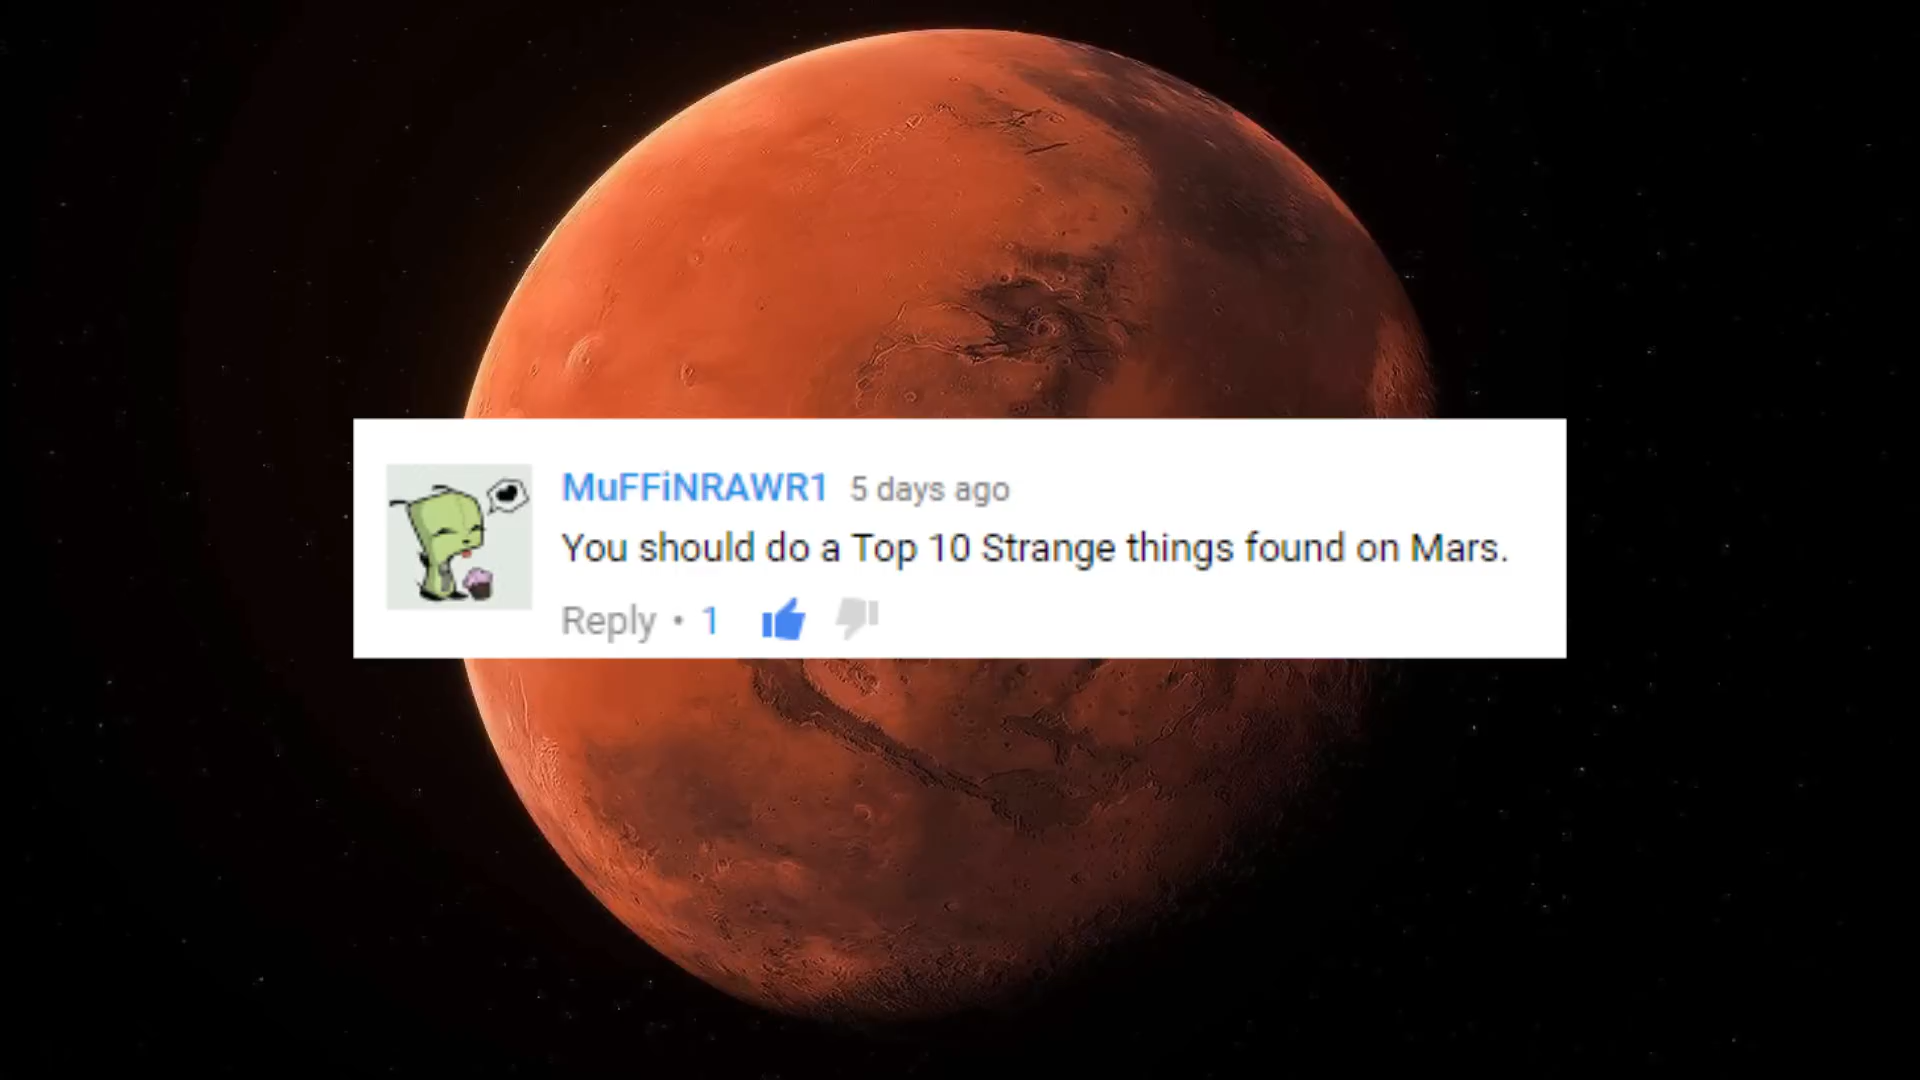 MuFFiNRAWR1 5 days ago
You should do a Top 10 Strange things found on Mars.
Reply • 1